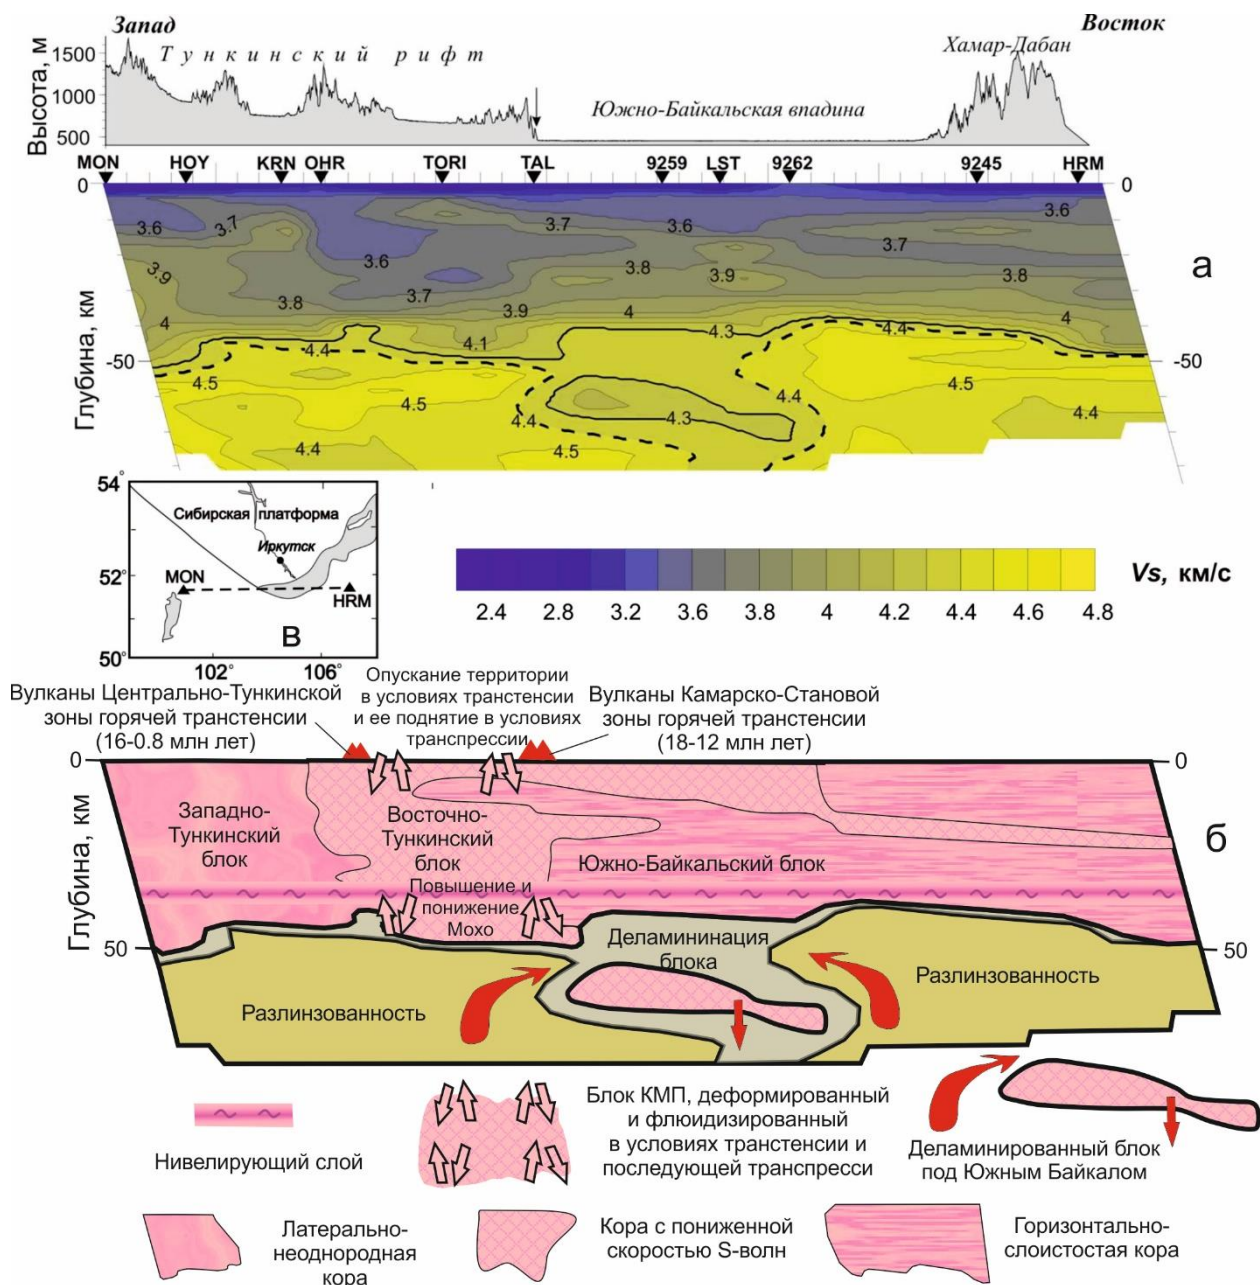 Запад
Восток
Тункинский рифт
Хамар-Дабан
Южно-Байкальская впадина
Высота, м
1500
1000
500
MON HOY KRN OHR TORI TAL 9259 LST 9262 9245 HRM
0
0
3.6
3.7
3.7
3.6
3.6
3.7
3.9
3.6
3.8
3.9
3.8
3.8
3.7
3.9
4
4
4
4.1
4.3
4.4
4.4
-50
-50
4.5
4.5
4.4
4.5
4.4
4.3
4.4
4.4
4.5
Глубина, км
а
54°
52
50°
102
106°
Сибирская платформа
Иркутск
MON
HRM
В
Vs, км/с
2.4 2.8 3.2 3.6 3.8 4 4.2 4.4 4.6 4.8
Вулканы Центрально-Тункинской
зоны горячей транстенсии
(16-0.8 млн лет)
Опускание территории
в условиях транстенсии
и ее поднятие в условиях
транспрессии
Вулканы Камарско-Становой
зоны горячей транстенсии
(18-12 млн лет)
0
0
Западно-
Тункинский
блок
Восточно-
Тункинский
блок
Южно-Байкальский блок
б
Повышение и
понижение
Мохо
Глубина, км
50
50
Деламининация
блока
Разлинзованность
Разлинзованность
Нивелирующий слой
Блок КМП, деформированный
и флюидизированный
в условиях транстенсии и
последующей транспресси
Деламинированный блок
под Южным Байкалом
Латерально-
неоднородная
кора
Кора с пониженной
скоростью S-волн
Горизонтально-
слоистостая кора